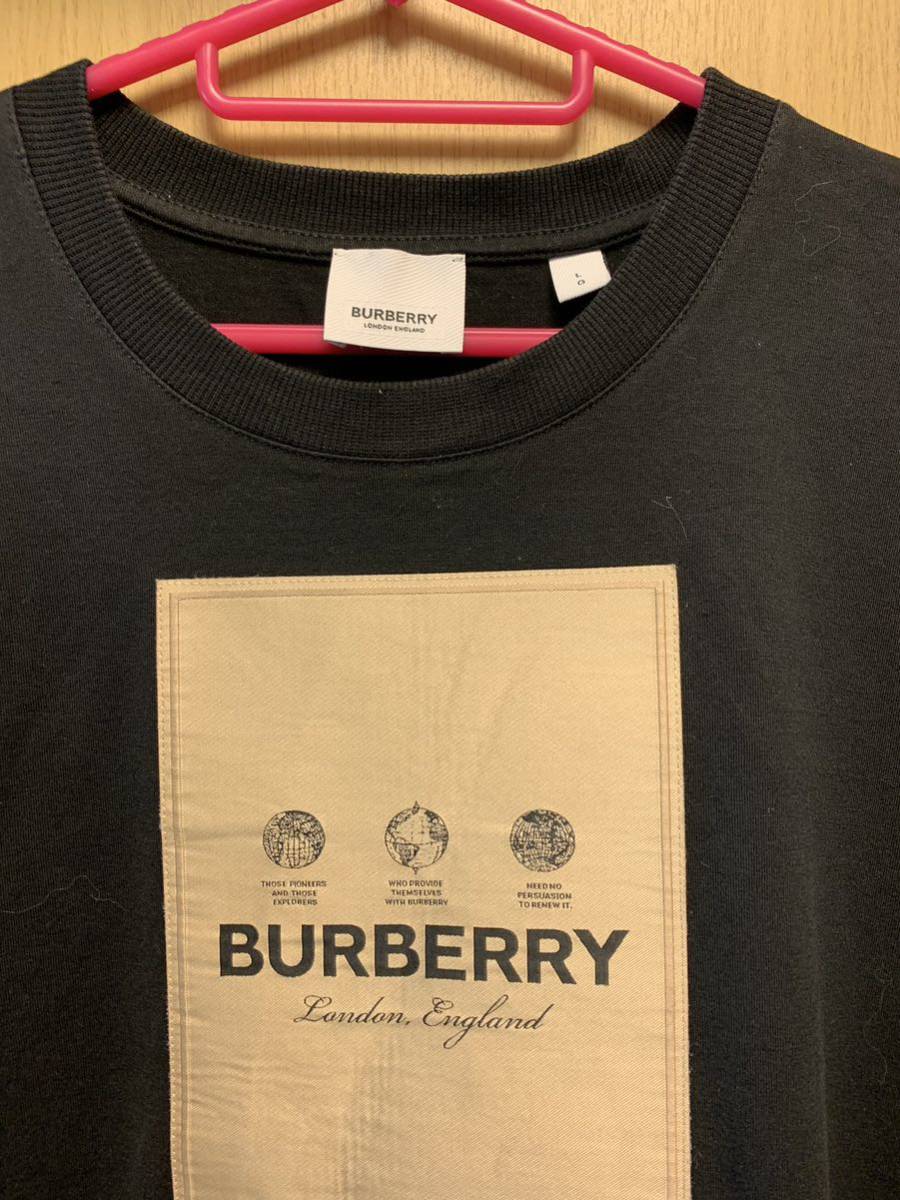 BURBERRY
LONDON ENGLAND
L
G
THOSE PIONEERS
AND THOSE
EXPLORERS
WHO PROVIDE
THEMSELVES
WITH BURBERRY
NEED NO
PERSUASION
TO RENEW IT.
BURBERRY
London, England